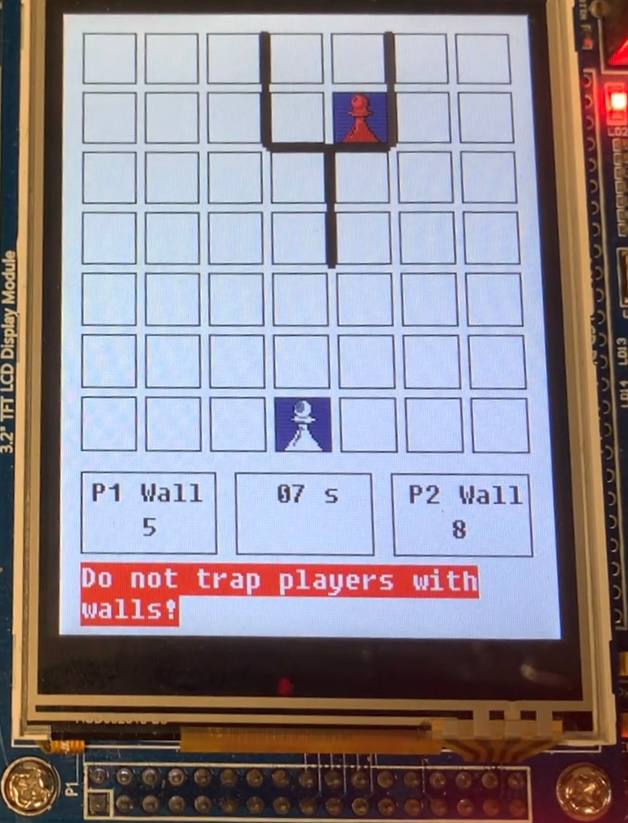 3.2" TFT LCD Display Module
P1 Wall
5
07 s
P2 Wall
8
Do not trap players with
walls!
P1